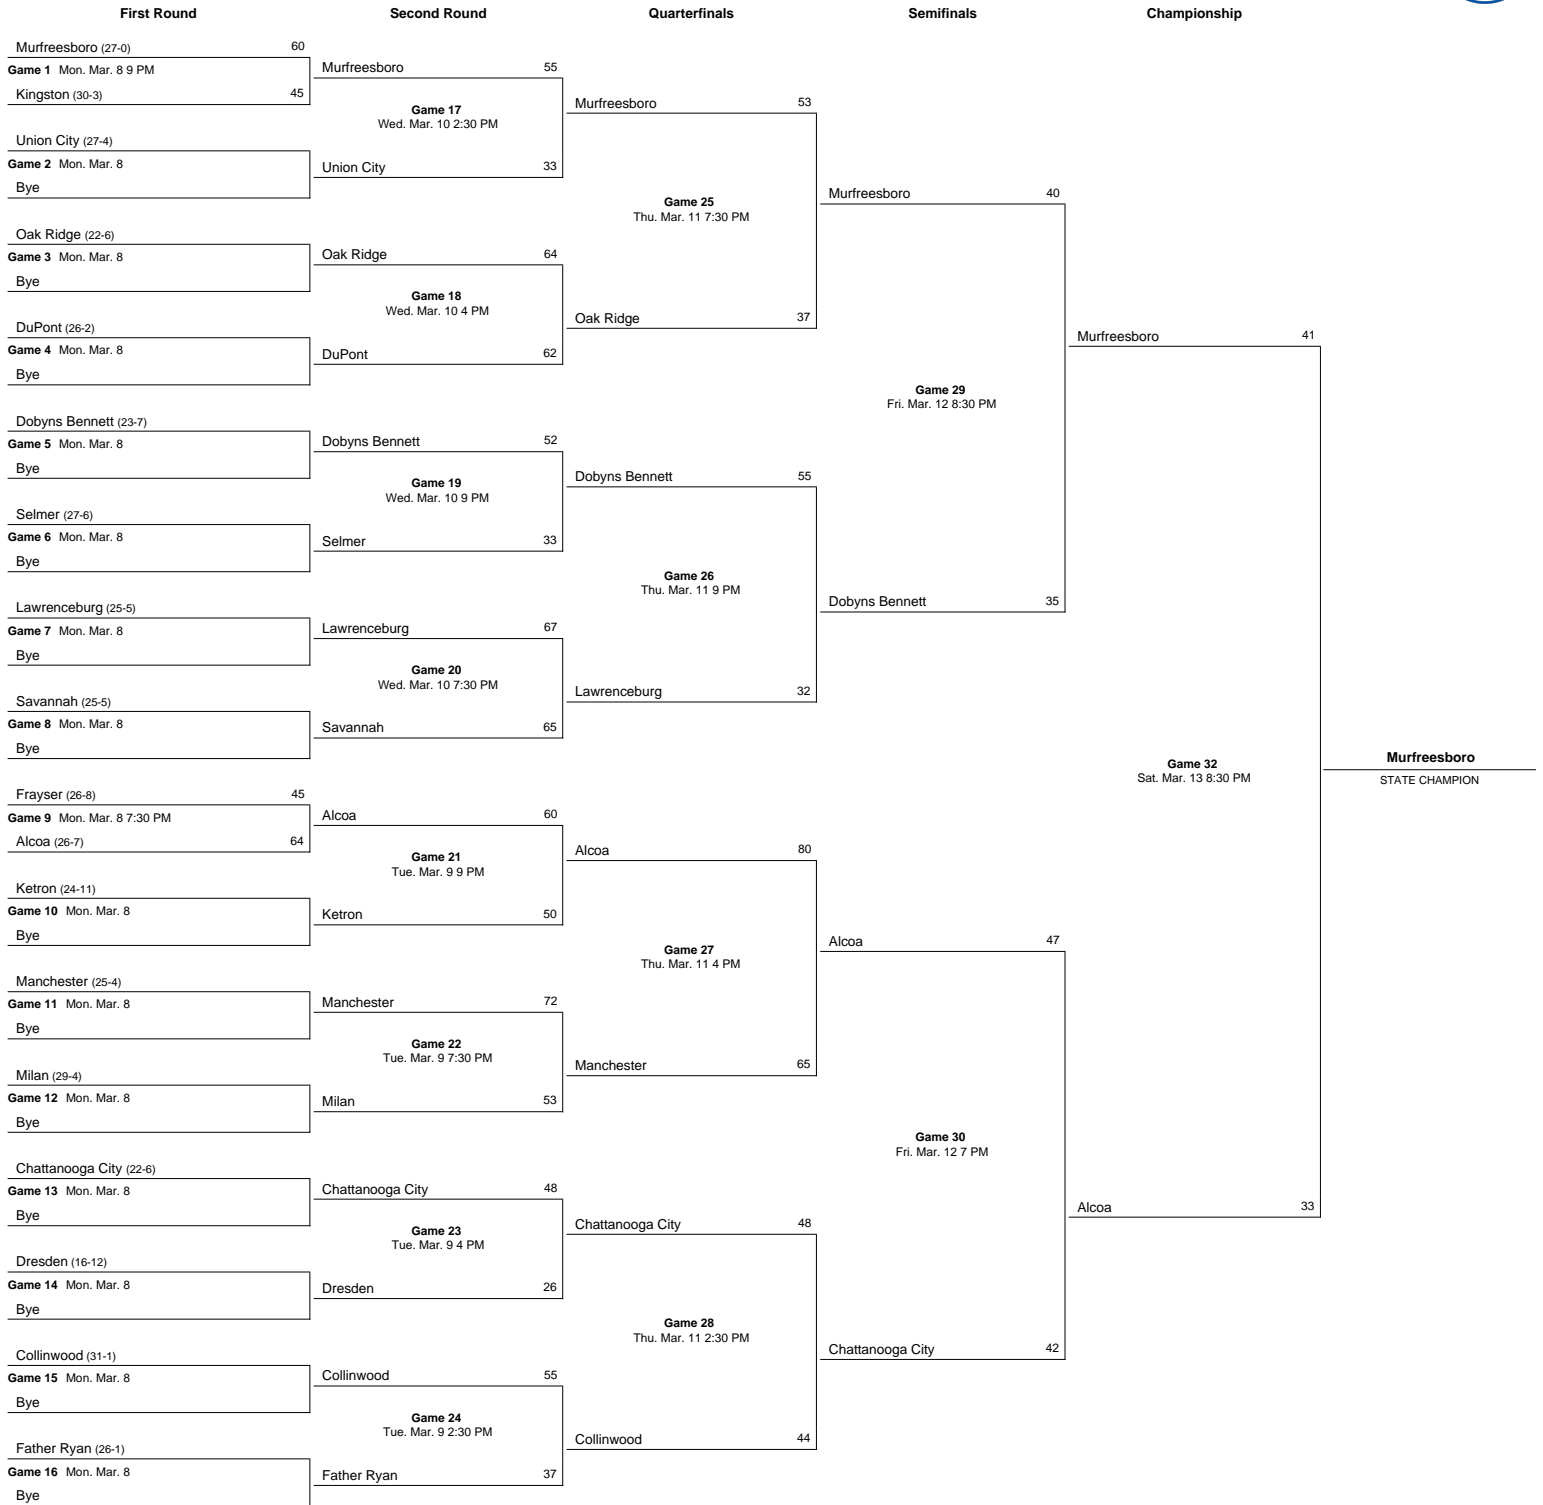 First Round Second Round Quarterfinals Semifinals Championship
Murfreesboro (27-0) 60
Game 1 Mon. Mar. 8 9 PM
Kingston (30-3) 45
Union City (27-4)
Game 2 Mon. Mar. 8
Bye
Oak Ridge (22-6)
Game 3 Mon. Mar. 8
Bye
DuPont (26-2)
Game 4 Mon. Mar. 8
Bye
Dobyns Bennett (23-7)
Game 5 Mon. Mar. 8
Bye
Selmer (27-6)
Game 6 Mon. Mar. 8
Bye
Lawrenceburg (25-5)
Game 7 Mon. Mar. 8
Bye
Savannah (25-5)
Game 8 Mon. Mar. 8
Bye
Frayser (26-8) 45
Game 9 Mon. Mar. 8 7:30 PM
Alcoa (26-7) 64
Ketron (24-11)
Game 10 Mon. Mar. 8
Bye
Manchester (25-4)
Game 11 Mon. Mar. 8
Bye
Milan (29-4)
Game 12 Mon. Mar. 8
Bye
Chattanooga City (22-6)
Game 13 Mon. Mar. 8
Bye
Dresden (16-12)
Game 14 Mon. Mar. 8
Bye
Collinwood (31-1)
Game 15 Mon. Mar. 8
Bye
Father Ryan (26-1)
Game 16 Mon. Mar. 8
Bye
Murfreesboro 55
Game 17
Wed. Mar. 10 2:30 PM
Union City 33
Oak Ridge 64
Game 18
Wed. Mar. 10 4 PM
DuPont 62
Dobyns Bennett 52
Game 19
Wed. Mar. 10 9 PM
Selmer 33
Lawrenceburg 67
Game 20
Wed. Mar. 10 7:30 PM
Savannah 65
Alcoa 60
Game 21
Tue. Mar. 9 9 PM
Ketron 50
Manchester 72
Game 22
Tue. Mar. 9 7:30 PM
Milan 53
Chattanooga City 48
Game 23
Tue. Mar. 9 4 PM
Dresden 26
Collinwood 55
Game 24
Tue. Mar. 9 2:30 PM
Father Ryan 37
Murfreesboro 53
Game 25
Thu. Mar. 11 7:30 PM
Oak Ridge 37
Dobyns Bennett 55
Game 26
Thu. Mar. 11 9 PM
Lawrenceburg 32
Alcoa 80
Game 27
Thu. Mar. 11 4 PM
Manchester 65
Chattanooga City 48
Game 28
Thu. Mar. 11 2:30 PM
Collinwood 44
Murfreesboro 40
Game 29
Fri. Mar. 12 8:30 PM
Dobyns Bennett 35
Alcoa 47
Game 30
Fri. Mar. 12 7 PM
Chattanooga City 42
Murfreesboro 41
Game 32
Sat. Mar. 13 8:30 PM
Alcoa 33
Murfreesboro
STATE CHAMPION